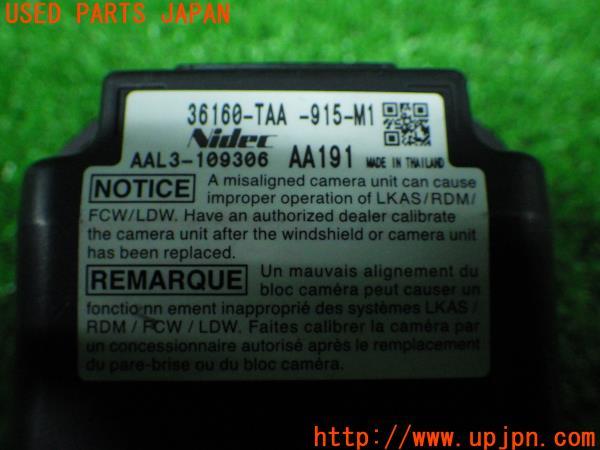 USED PARTS JAPAN
36160-TAA -915-M1
Nidec
AAL3-109306 AA191 MADE IN THAILAND
NOTICE A misaligned camera unit can cause
improper operation of LKAS/RDM/
FCW/LDW. Have an authorized dealer calibrate
the camera unit after the windshield or camera unit
has been replaced.
REMARQUE Un mauvais alignement du
bloc caméra peut causer un
fonctio nn ement inapproprié des systèmes LKAS /
RDM / FCW / LDW. Faites calibrer la caméra par
un concessionnaire autorisé après le remplacement
du pare-brise ou du bloc caméra.
UPJ
http://www.upjpn.com/